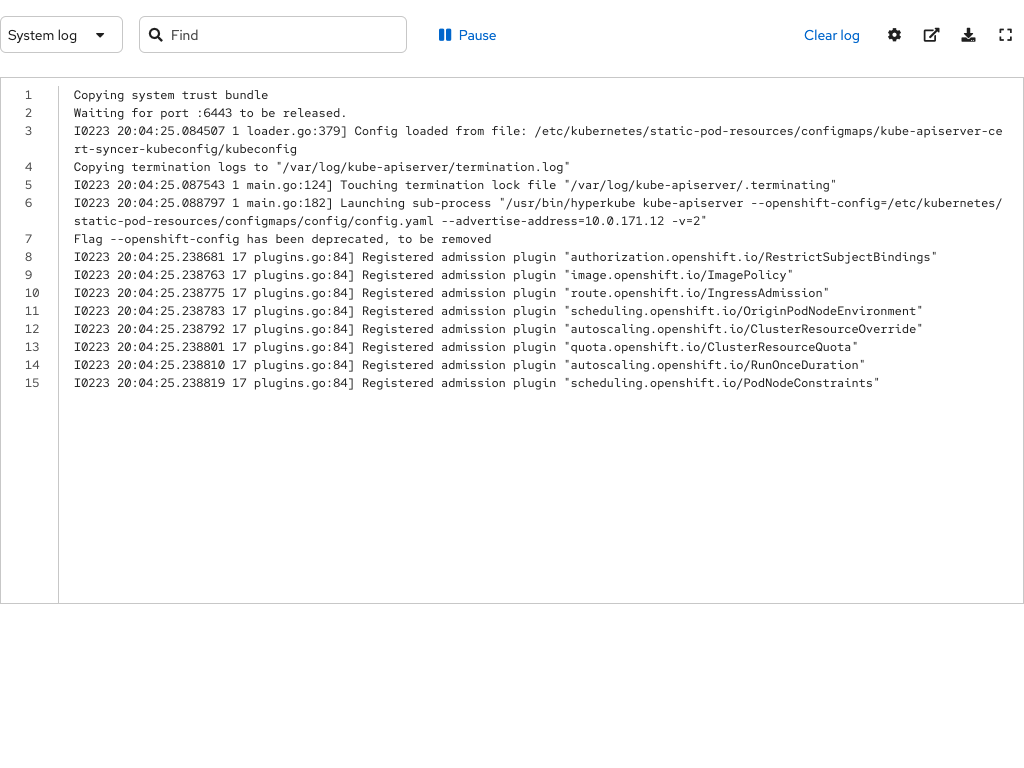 System log
Find
Pause
Clear log
1 Copying system trust bundle
2 Waiting for port :6443 to be released.
3 I0223 20:04:25.084507 1 loader.go:379] Config loaded from file: /etc/kubernetes/static-pod-resources/configmaps/kube-apiserver-ce
rt-syncer-kubeconfig/kubeconfig
4 Copying termination logs to "/var/log/kube-apiserver/termination.log"
5 I0223 20:04:25.087543 1 main.go:124] Touching termination lock file "/var/log/kube-apiserver/.terminating"
6 I0223 20:04:25.088797 1 main.go:182] Launching sub-process "/usr/bin/hyperkube kube-apiserver --openshift-config=/etc/kubernetes/
static-pod-resources/configmaps/config/config.yaml --advertise-address=10.0.171.12 -v=2"
7 Flag --openshift-config has been deprecated, to be removed
8 I0223 20:04:25.238681 17 plugins.go:84] Registered admission plugin "authorization.openshift.io/RestrictSubjectBindings"
9 I0223 20:04:25.238763 17 plugins.go:84] Registered admission plugin "image.openshift.io/ImagePolicy"
10 I0223 20:04:25.238775 17 plugins.go:84] Registered admission plugin "route.openshift.io/IngressAdmission"
11 I0223 20:04:25.238783 17 plugins.go:84] Registered admission plugin "scheduling.openshift.io/OriginPodNodeEnvironment"
12 I0223 20:04:25.238792 17 plugins.go:84] Registered admission plugin "autoscaling.openshift.io/ClusterResourceOverride"
13 I0223 20:04:25.238801 17 plugins.go:84] Registered admission plugin "quota.openshift.io/ClusterResourceQuota"
14 I0223 20:04:25.238810 17 plugins.go:84] Registered admission plugin "autoscaling.openshift.io/RunOnceDuration"
15 I0223 20:04:25.238819 17 plugins.go:84] Registered admission plugin "scheduling.openshift.io/PodNodeConstraints"